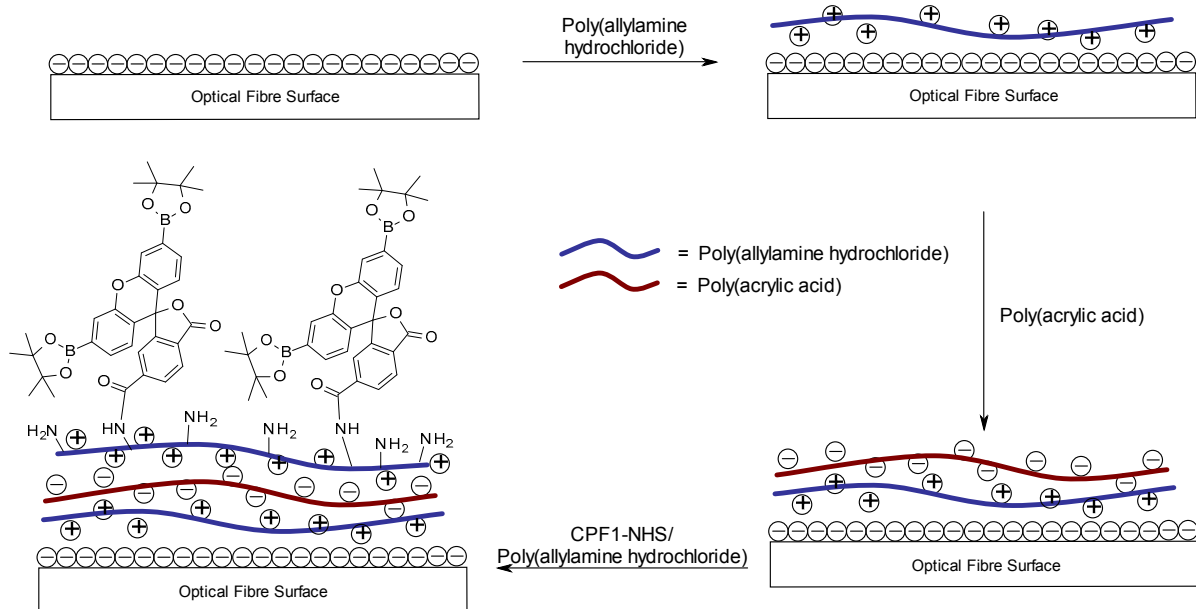 Poly(allylamine
hydrochloride)
Optical Fibre Surface
Optical Fibre Surface
= Poly(allylamine hydrochloride)
= Poly(acrylic acid)
Poly(acrylic acid)
O
O
B
O
O
B
O
O
O
O
B
O
O
B
O
O
O
O
O
O
O
O
HN
NH
H2N
NH2
NH2
NH2
NH2
CPF1-NHS/
Poly(allylamine hydrochloride)
Optical Fibre Surface
Optical Fibre Surface